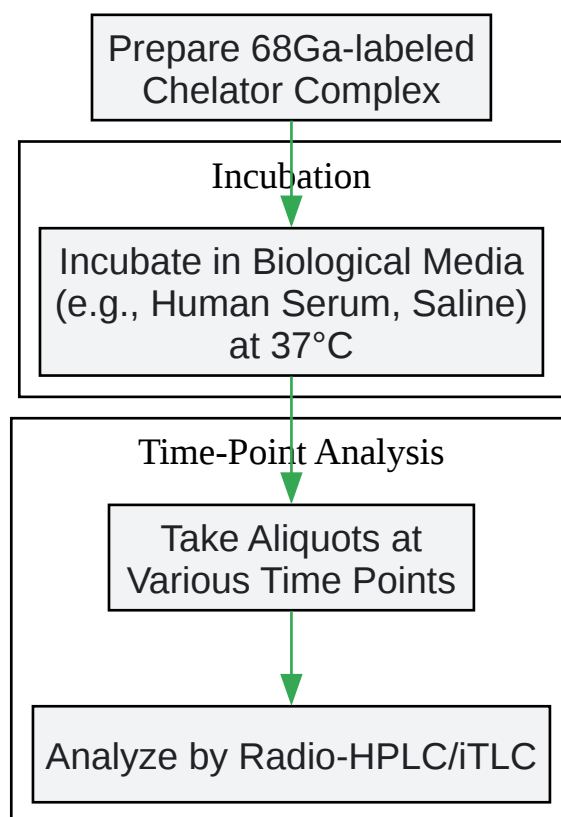 Prepare 68Ga-labeled
Chelator Complex
Incubation
Incubate in Biological Media
(e.g., Human Serum, Saline)
at 37°C
Time-Point Analysis
Take Aliquots at
Various Time Points
Analyze by Radio-HPLC/iTLC